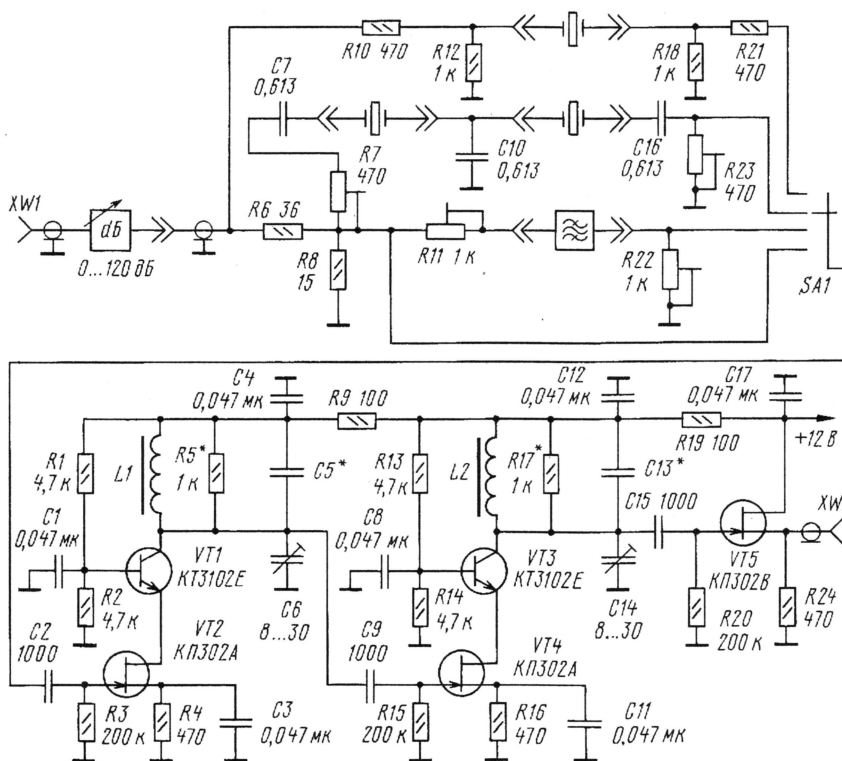 R10 470
R12
1 к
R18
1 к
R21
470
C7
0,613
R7
470
C10
0,613
C16
0,613
R23
470
XW1
dБ
0...120 дБ
R6 36
R8
15
R11 1 к
R22
1 к
SA1
C4
0,047 мк
R9 100
C12
0,047 мк
C17
0,047 мк
R19 100
+12 В
R1
4,7 к
L1
R5*
1 к
C5*
R13
4,7 к
L2
R17*
1 к
C13*
C15 1000
XW
C1
0,047 мк
VT1
КТ3102Е
C8
0,047 мк
VT3
КТ3102Е
VT5
КП302В
R2
4,7 к
C6
8...30
R14
4,7 к
C14
8...30
R20
200 к
R24
470
C2
1000
VT2
КП302А
C9
1000
VT4
КП302А
R3
200 к
R4
470
C3
0,047 мк
R15
200 к
R16
470
C11
0,047 мк